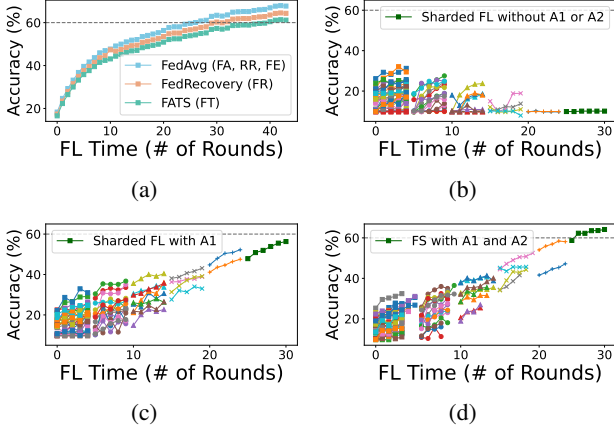 Accuracy (%)
60
40
20
FedAvg (FA, RR, FE)
FedRecovery (FR)
FATS (FT)
0 10 20 30 40
FL Time (# of Rounds)
(a)
Accuracy (%)
60
40
20
Sharded FL without A1 or A2
0 10 20 30
FL Time (# of Rounds)
(b)
Accuracy (%)
60
40
20
Sharded FL with A1
0 10 20 30
FL Time (# of Rounds)
(c)
Accuracy (%)
60
40
20
FS with A1 and A2
0 10 20 30
FL Time (# of Rounds)
(d)